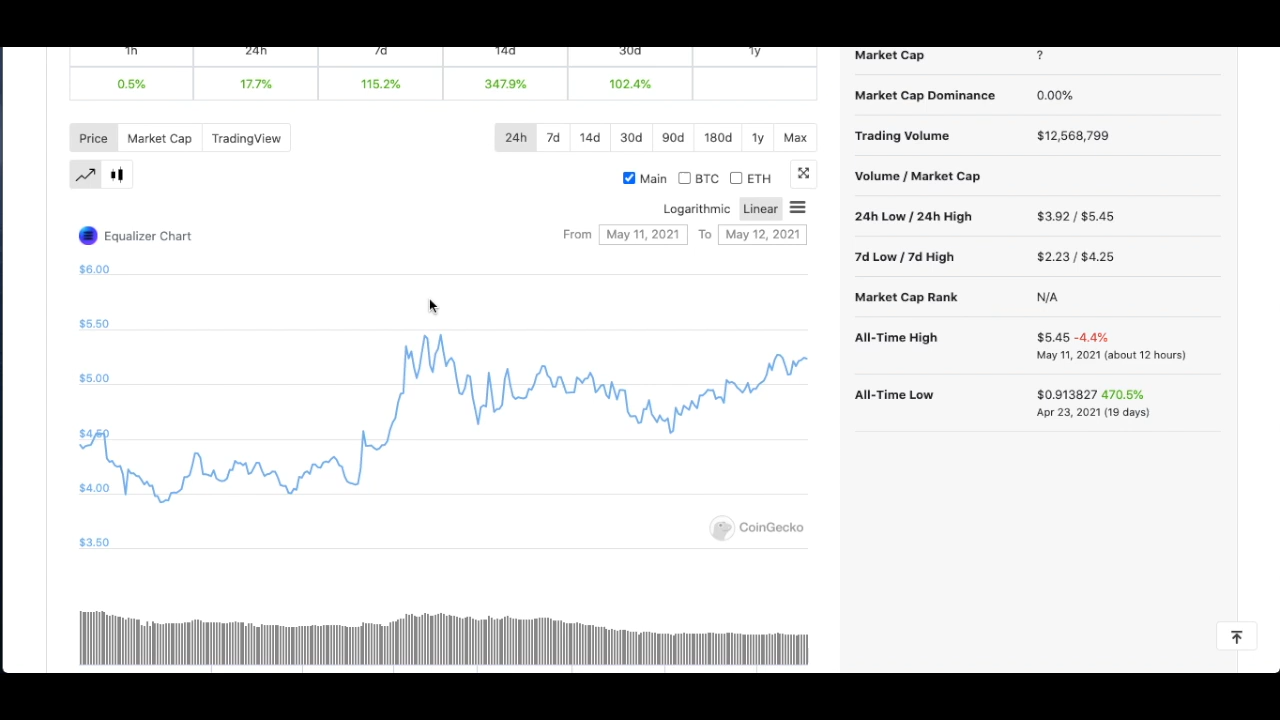 1h 24h 7d 14d 30d 1y
0.5% 17.7% 115.2% 347.9% 102.4%
Price Market Cap TradingView
24h 7d 14d 30d 90d 180d 1y Max
Main BTC ETH
Logarithmic Linear
Equalizer Chart
From May 11, 2021 To May 12, 2021
$6.00
$5.50
$5.00
$4.50
$4.00
$3.50
CoinGecko
Market Cap ?
Market Cap Dominance 0.00%
Trading Volume $12,568,799
Volume / Market Cap
24h Low / 24h High $3.92 / $5.45
7d Low / 7d High $2.23 / $4.25
Market Cap Rank N/A
All-Time High $5.45 -4.4%
May 11, 2021 (about 12 hours)
All-Time Low $0.913827 470.5%
Apr 23, 2021 (19 days)